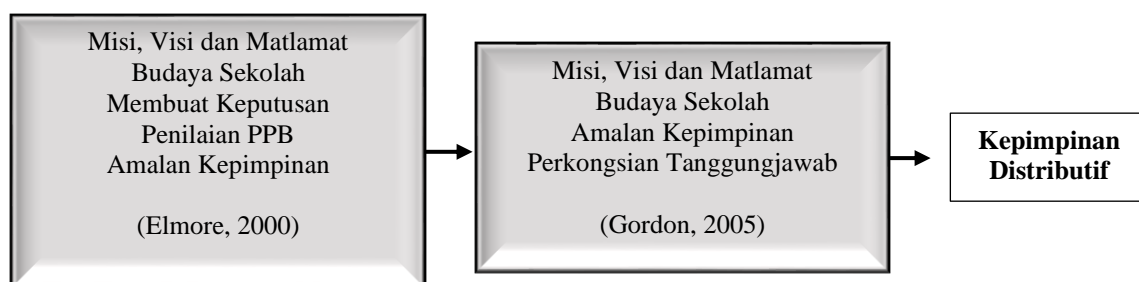 Misi, Visi dan Matlamat
Budaya Sekolah
Membuat Keputusan
Penilaian PPB
Amalan Kepimpinan
(Elmore, 2000)
Misi, Visi dan Matlamat
Budaya Sekolah
Amalan Kepimpinan
Perkongsian Tanggungjawab
(Gordon, 2005)
Kepimpinan
Distributif